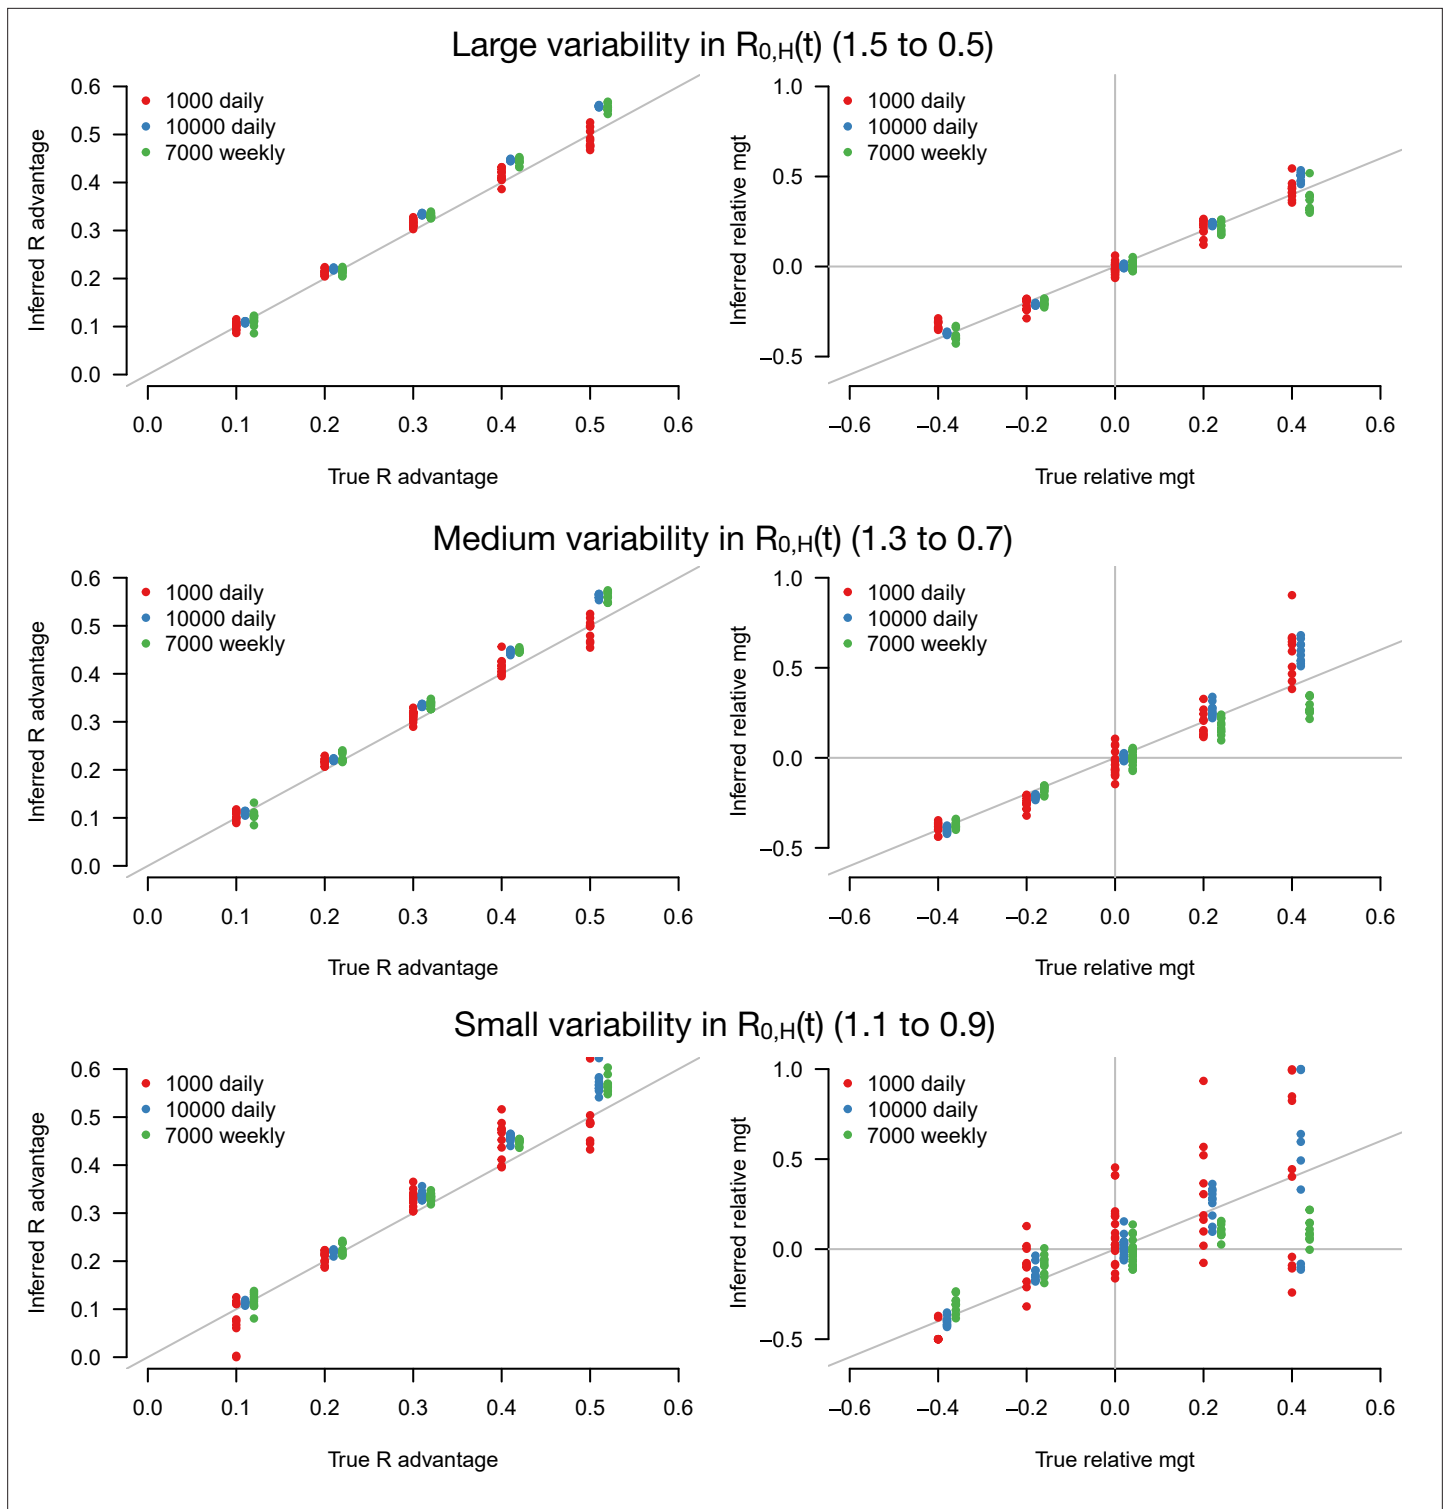 Large variability in R0,H(t) (1.5 to 0.5)
Inferred R advantage
0.6
0.5
0.4
0.3
0.2
0.1
0.0
1000 daily
10000 daily
7000 weekly
0.0 0.1 0.2 0.3 0.4 0.5 0.6
True R advantage
Inferred relative mgt
1.0
0.5
0.0
−0.5
1000 daily
10000 daily
7000 weekly
−0.6 −0.4 −0.2 0.0 0.2 0.4 0.6
True relative mgt
Medium variability in R0,H(t) (1.3 to 0.7)
Inferred R advantage
0.6
0.5
0.4
0.3
0.2
0.1
0.0
1000 daily
10000 daily
7000 weekly
0.0 0.1 0.2 0.3 0.4 0.5 0.6
True R advantage
Inferred relative mgt
1.0
0.5
0.0
−0.5
1000 daily
10000 daily
7000 weekly
−0.6 −0.4 −0.2 0.0 0.2 0.4 0.6
True relative mgt
Small variability in R0,H(t) (1.1 to 0.9)
Inferred R advantage
0.6
0.5
0.4
0.3
0.2
0.1
0.0
1000 daily
10000 daily
7000 weekly
0.0 0.1 0.2 0.3 0.4 0.5 0.6
True R advantage
Inferred relative mgt
1.0
0.5
0.0
−0.5
1000 daily
10000 daily
7000 weekly
−0.6 −0.4 −0.2 0.0 0.2 0.4 0.6
True relative mgt